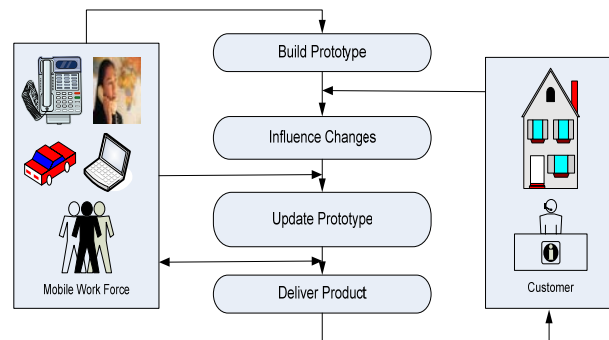 Build Prototype
Influence Changes
Update Prototype
Deliver Product
Mobile Work Force
Customer
i